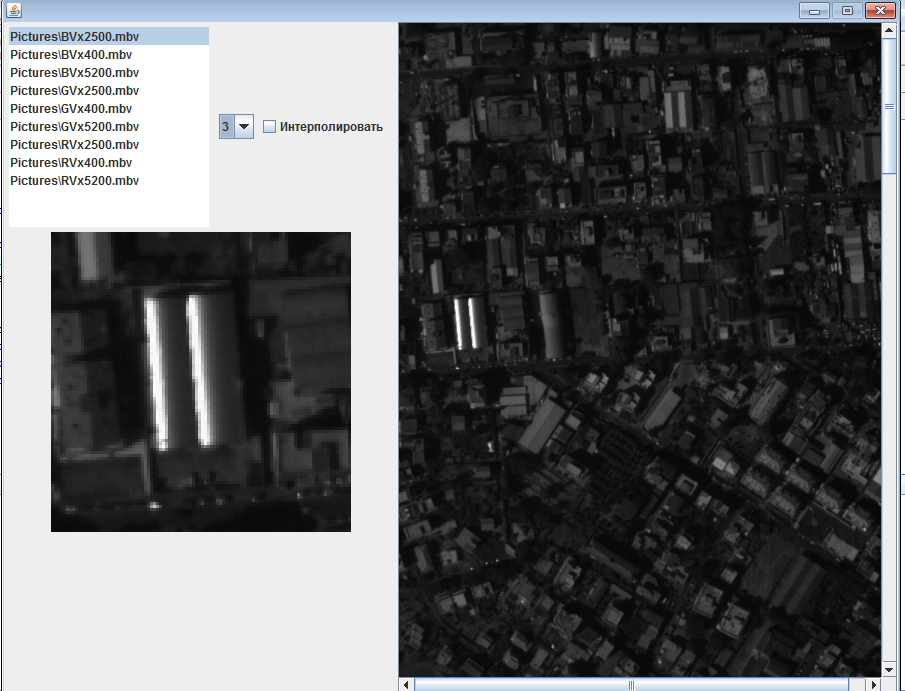 Pictures\BVx2500.mbv
Pictures\BVx400.mbv
Pictures\BVx5200.mbv
Pictures\GVx2500.mbv
Pictures\GVx400.mbv
Pictures\GVx5200.mbv
Pictures\RVx2500.mbv
Pictures\RVx400.mbv
Pictures\RVx5200.mbv
3
Интерполировать